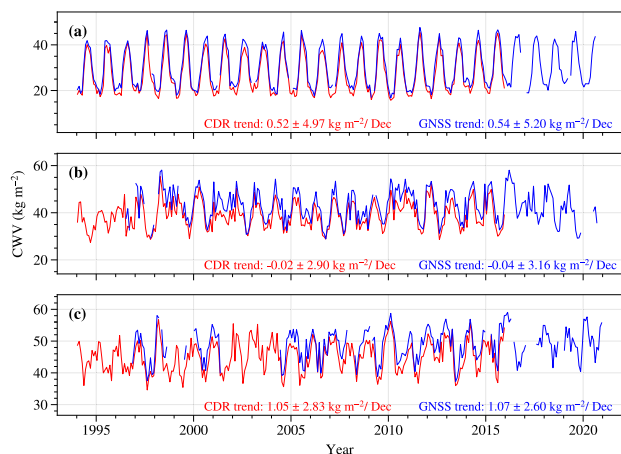 (a)
40
20
CDR trend: 0.52 ± 4.97 kg m⁻²/ Dec GNSS trend: 0.54 ± 5.20 kg m⁻²/ Dec
(b)
60
40
20
CWV (kg m⁻²)
CDR trend: -0.02 ± 2.90 kg m⁻²/ Dec GNSS trend: -0.04 ± 3.16 kg m⁻²/ Dec
(c)
60
50
40
30
CDR trend: 1.05 ± 2.83 kg m⁻²/ Dec GNSS trend: 1.07 ± 2.60 kg m⁻²/ Dec
1995 2000 2005 2010 2015 2020
Year